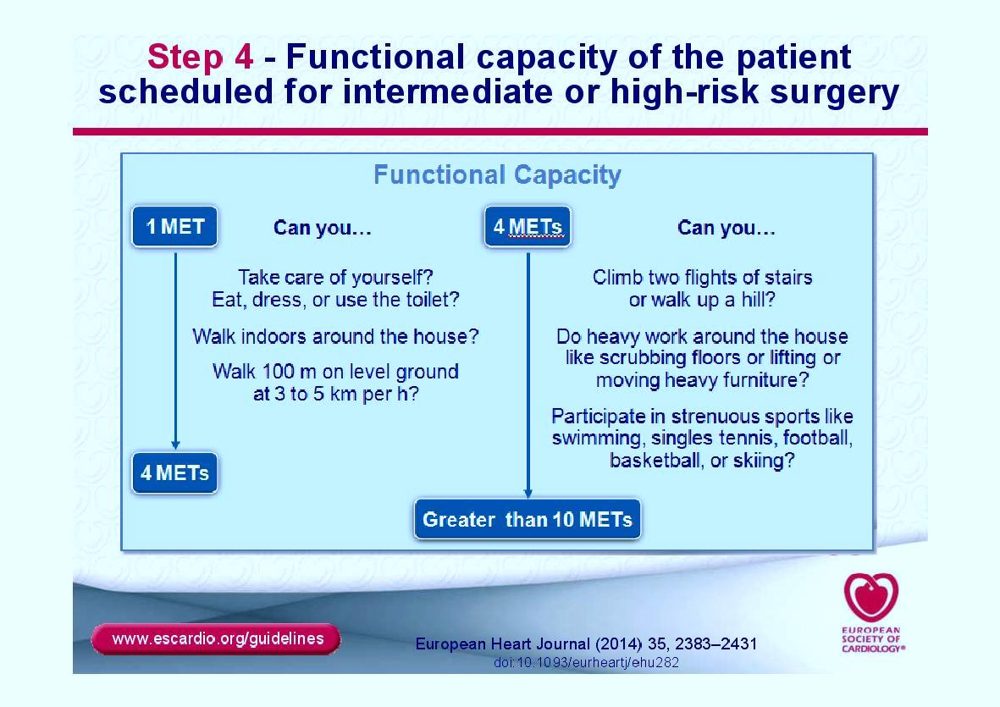 Step 4 - Functional capacity of the patient
scheduled for intermediate or high-risk surgery
Functional Capacity
1 MET
Can you…
Take care of yourself?
Eat, dress, or use the toilet?
Walk indoors around the house?
Walk 100 m on level ground
at 3 to 5 km per h?
4 METs
4 METs
Can you…
Climb two flights of stairs
or walk up a hill?
Do heavy work around the house
like scrubbing floors or lifting or
moving heavy furniture?
Participate in strenuous sports like
swimming, singles tennis, football,
basketball, or skiing?
Greater than 10 METs
www.escardio.org/guidelines
European Heart Journal (2014) 35, 2383–2431
doi:10.1093/eurheartj/ehu282
EUROPEAN
SOCIETY OF
CARDIOLOGY®